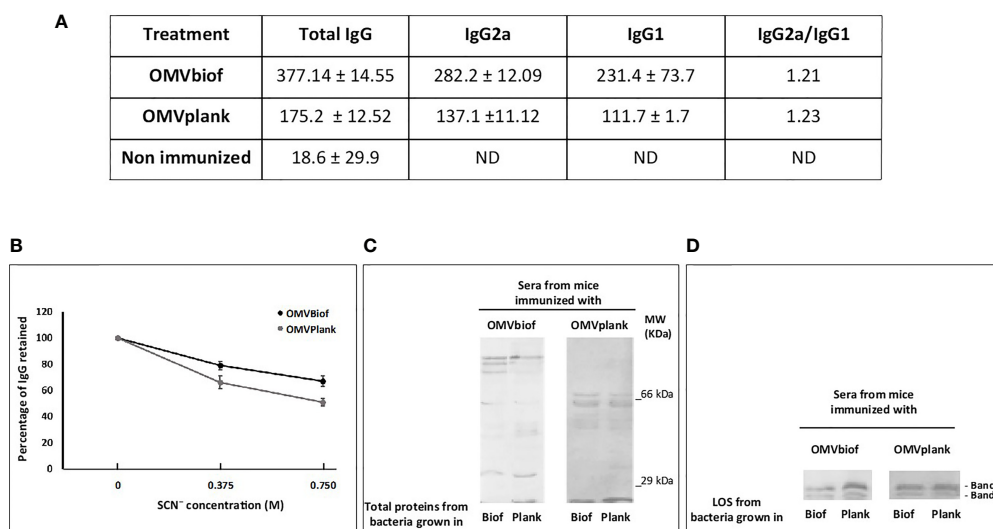 A
Treatment Total IgG IgG2a IgG1 IgG2a/IgG1
OMVbiof 377.14 ± 14.55 282.2 ± 12.09 231.4 ± 73.7 1.21
OMVplank 175.2 ± 12.52 137.1 ±11.12 111.7 ± 1.7 1.23
Non immunized 18.6 ± 29.9 ND ND ND
B
Percentage of IgG retained
120
100
80
60
40
20
0
0 0.375 0.750
SCN⁻ concentration (M)
OMVBiof
OMVPlank
C
Sera from mice
immunized with
OMVbiof OMVplank
MW
(KDa)
_66 kDa
_29 kDa
Total proteins from
bacteria grown in
Biof Plank Biof Plank
D
Sera from mice
immunized with
OMVbiof OMVplank
- Band
- Band
LOS from
bacteria grown in
Biof Plank Biof Plank